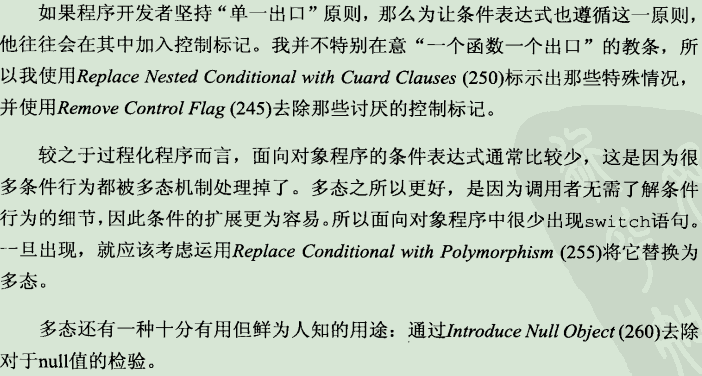 如果程序开发者坚持“单一出口”原则，那么为让条件表达式也遵循这一原则，
他往往会在其中加入控制标记。我并不特别在意“一个函数一个出口”的教条，所
以我使用Replace Nested Conditional with Cuard Clauses (250)标示出那些特殊情况，
并使用Remove Control Flag (245)去除那些讨厌的控制标记。
较之于过程化程序而言，面向对象程序的条件表达式通常比较少，这是因为很
多条件行为都被多态机制处理掉了。多态之所以更好，是因为调用者无需了解条件
行为的细节，因此条件的扩展更为容易。所以面向对象程序中很少出现switch语句。
一旦出现，就应该考虑运用Replace Conditional with Polymorphism (255)将它替换为
多态。
多态还有一种十分有用但鲜为人知的用途：通过Introduce Null Object (260)去除
对于null值的检验。